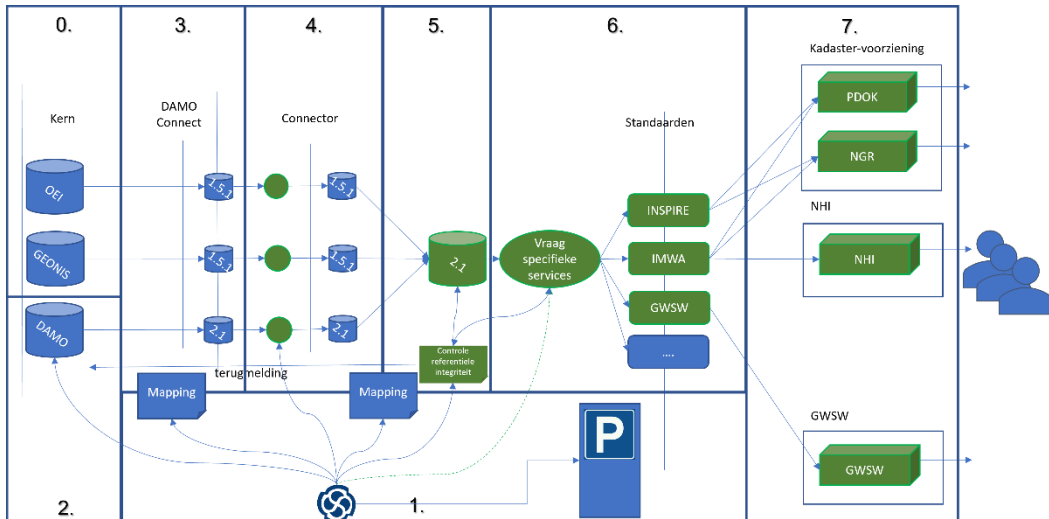 0.
3.
4.
5.
6.
7.
Kern
DAMO
Connect
Connector
Standaarden
Kadaster-voorziening
PDOK
NGR
NHI
NHI
GWSW
GWSW
OEI
GEONIS
DAMO
1.5.1
1.5.1
2.1
1.5.1
1.5.1
2.1
2.1
Vraag
specifieke
services
INSPIRE
IMWA
GWSW
....
Controle
referentiele
integriteit
terugmelding
Mapping
Mapping
P
2.
1.